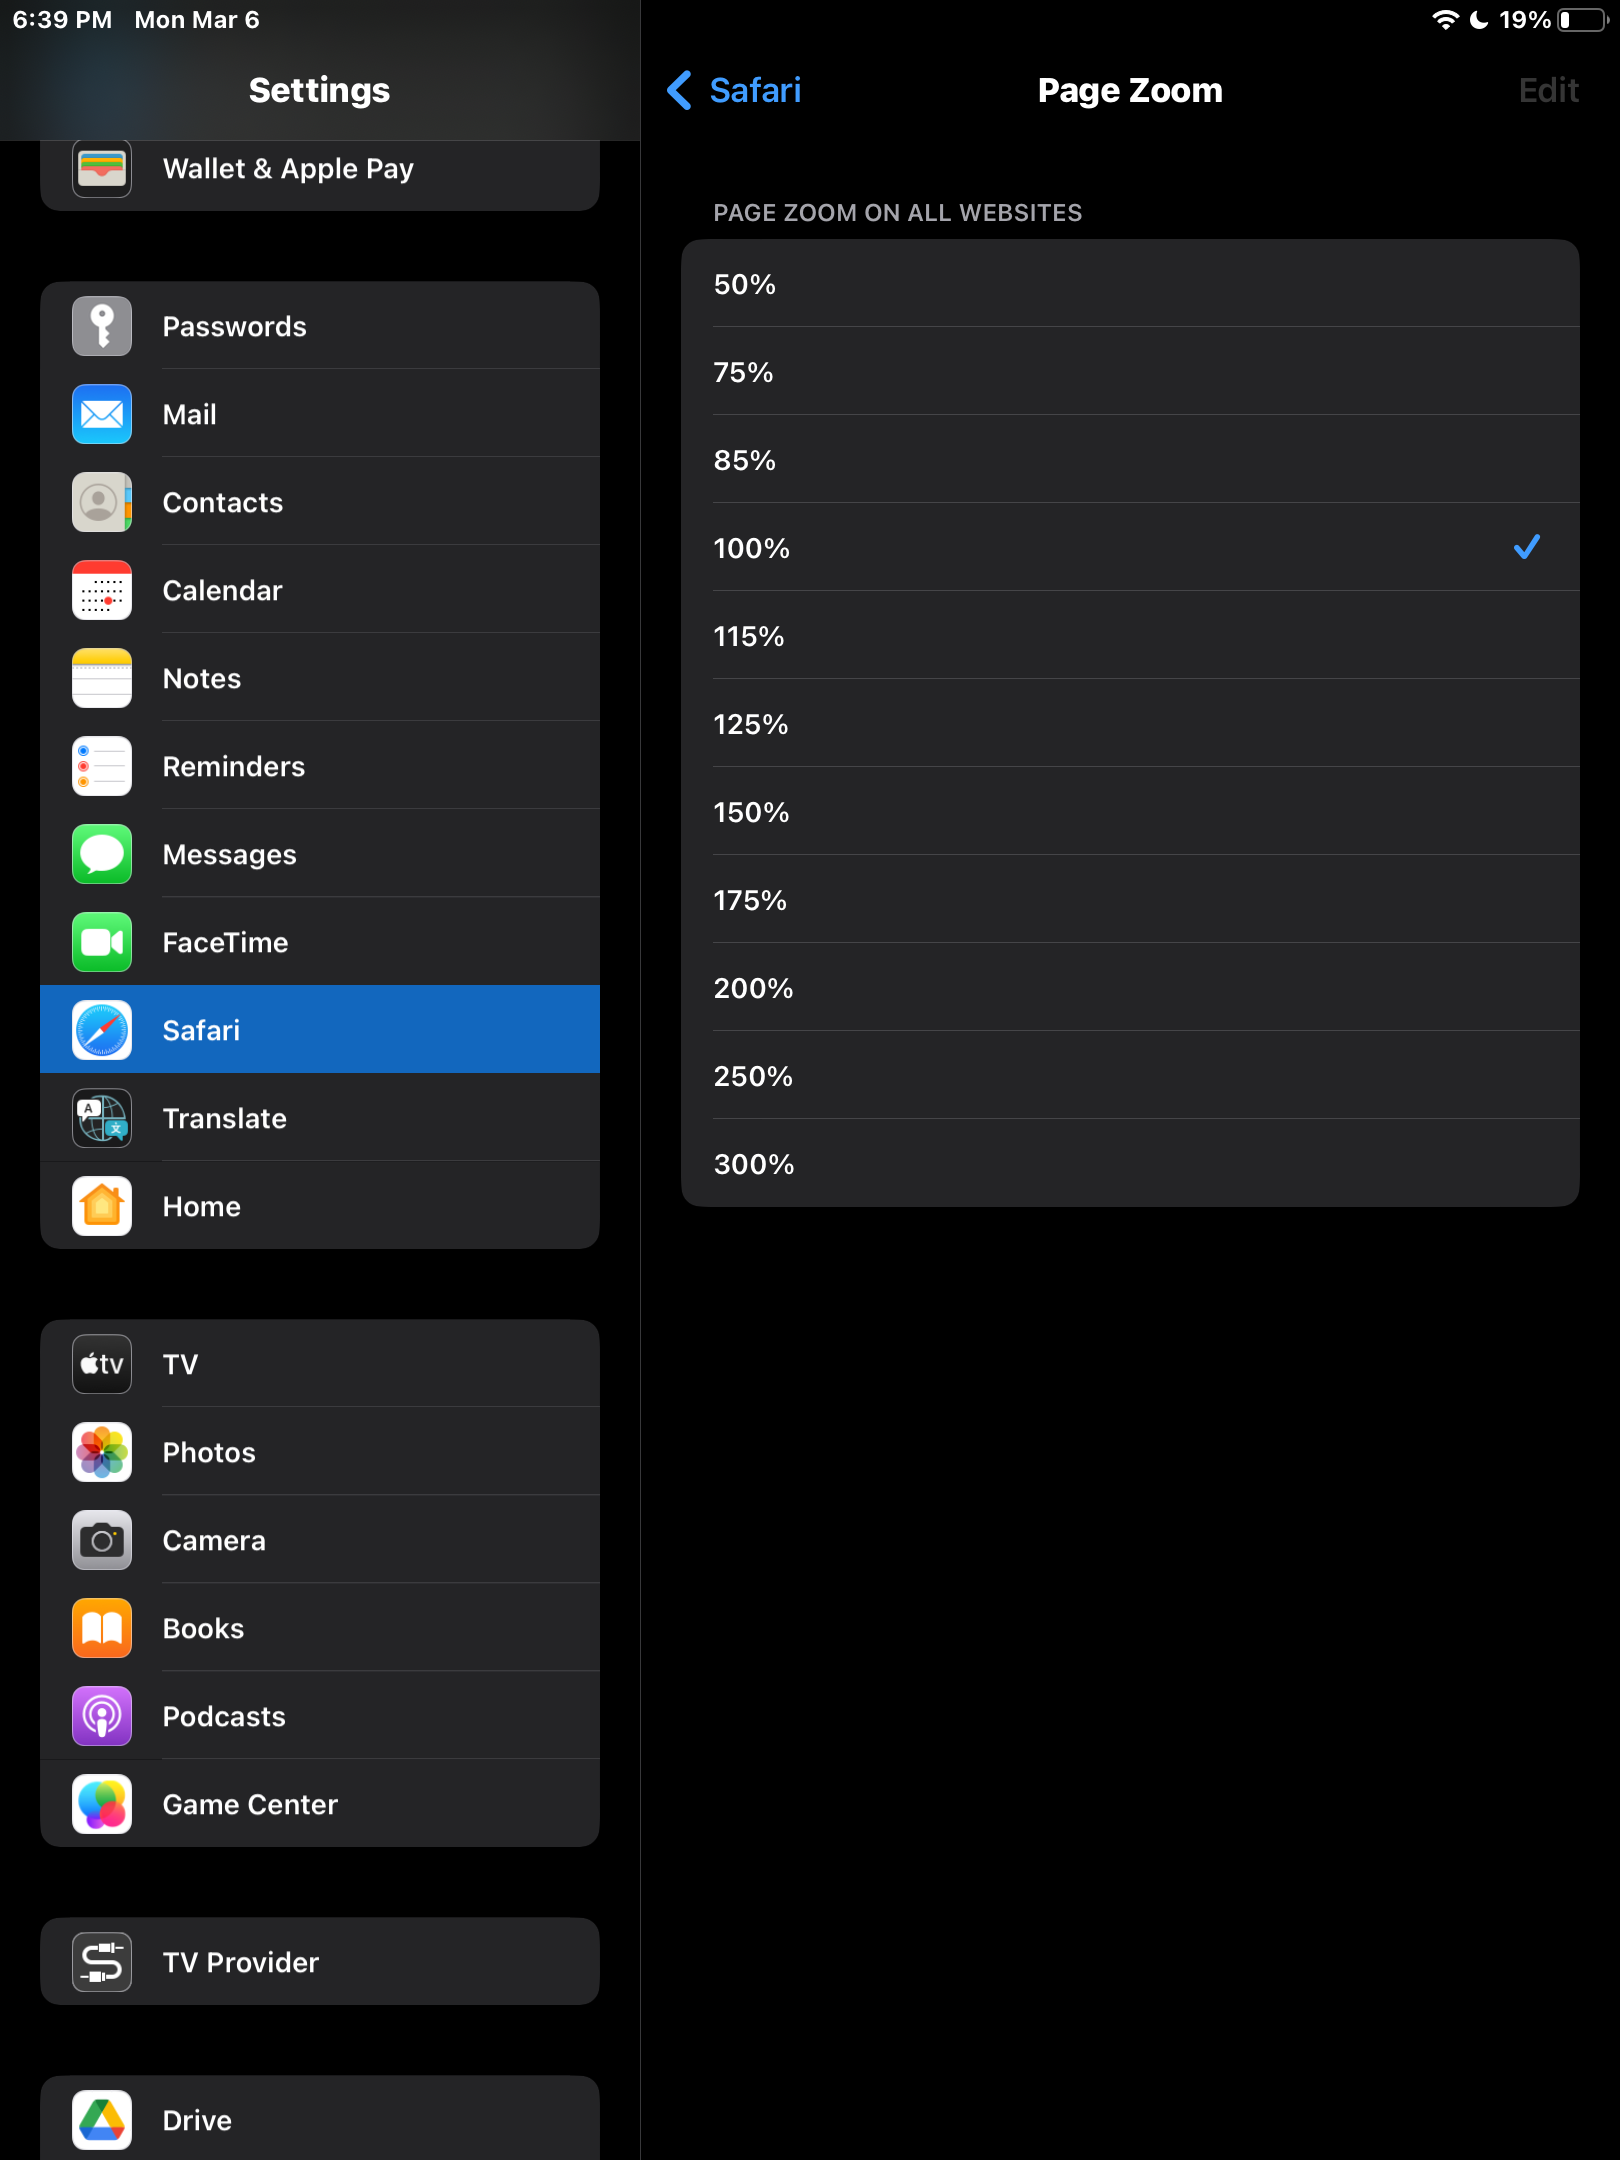 6:39 PM Mon Mar 6
19%
Settings
Wallet & Apple Pay
Passwords
Mail
Contacts
Calendar
Notes
Reminders
Messages
FaceTime
Safari
A
文
Translate
Home
tv
TV
Photos
Camera
Books
Podcasts
Game Center
TV Provider
Drive
Safari
Page Zoom
Edit
PAGE ZOOM ON ALL WEBSITES
50%
75%
85%
100%
115%
125%
150%
175%
200%
250%
300%